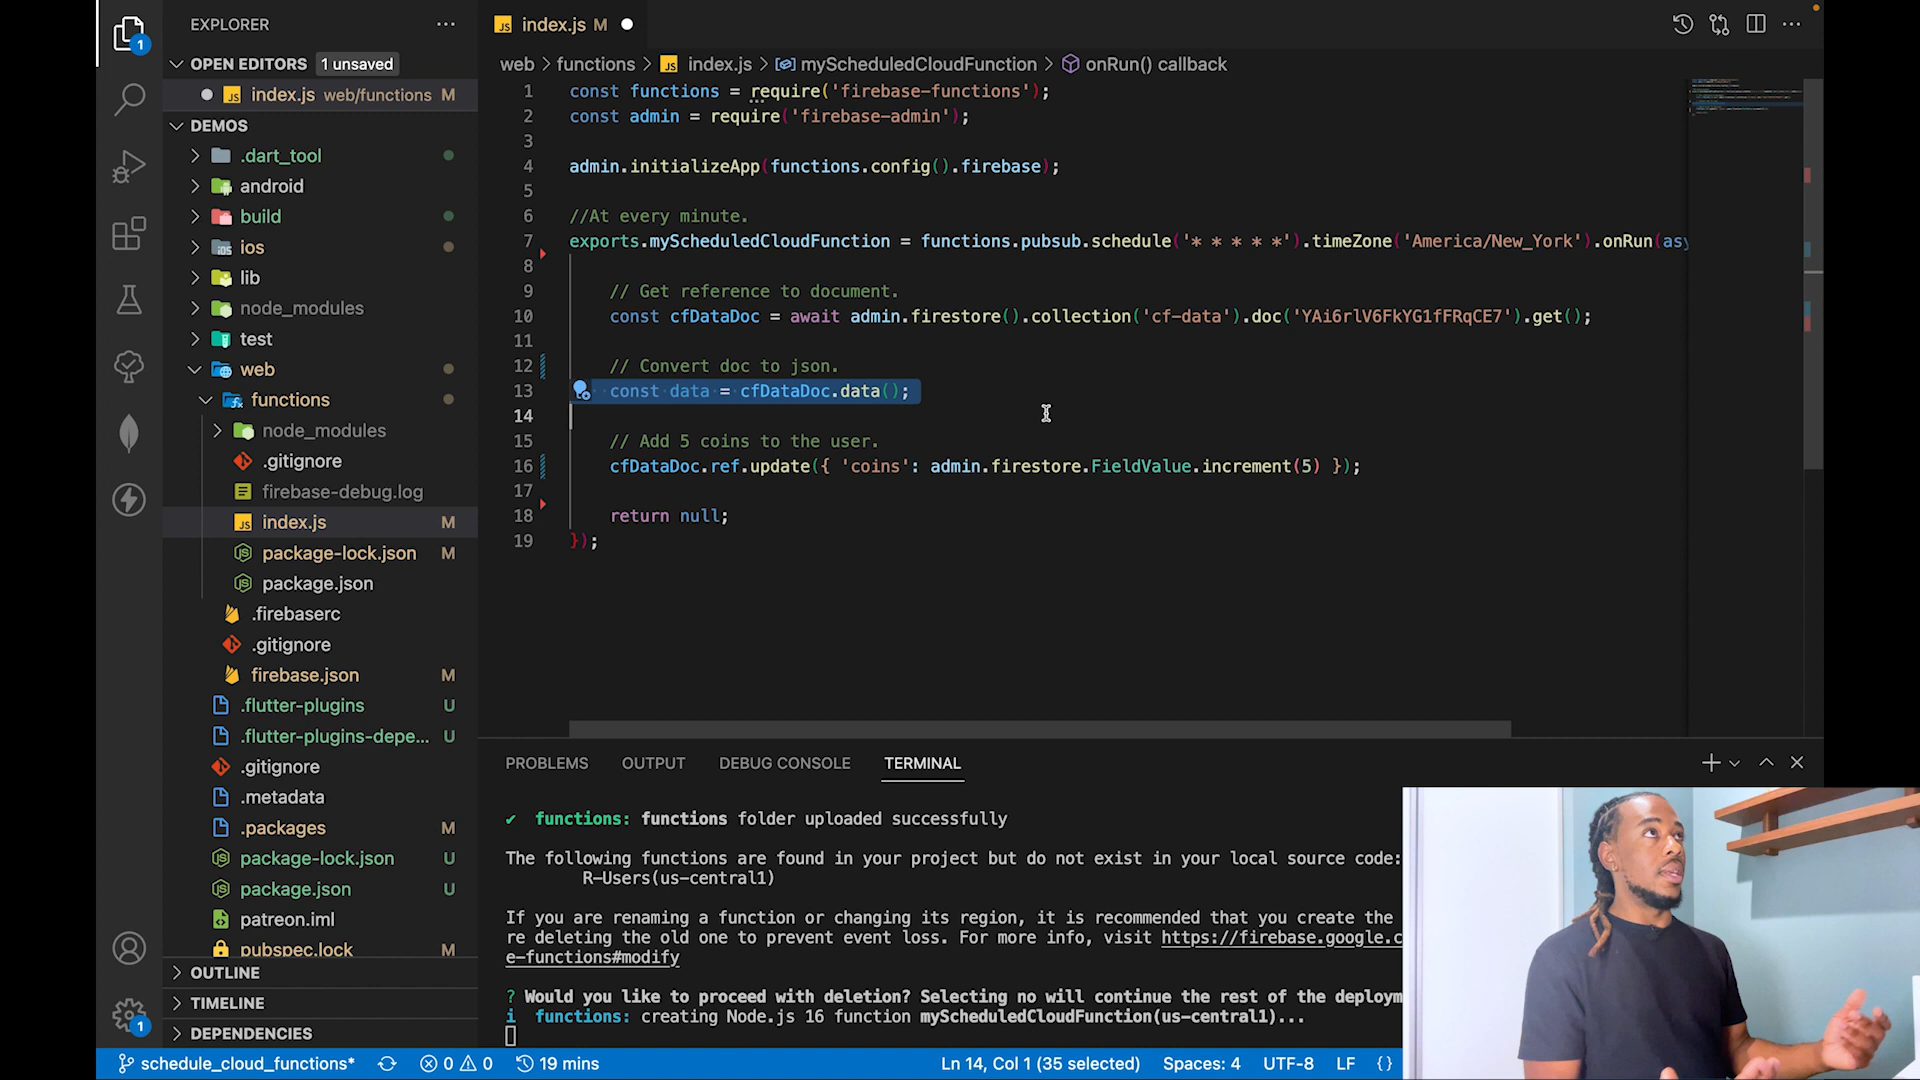 EXPLORER
index.js M
OPEN EDITORS 1 unsaved
index.js web/functions M
web > functions > index.js > myScheduledCloudFunction > onRun() callback
DEMOS
.dart_tool
android
build
ios
lib
node_modules
test
web
functions
node_modules
.gitignore
firebase-debug.log
index.js M
package-lock.json M
package.json
.firebaserc
.gitignore
firebase.json M
.flutter-plugins U
.flutter-plugins-depe... U
.gitignore
.metadata
.packages M
package-lock.json U
package.json U
patreon.iml
pubspec.lock M
OUTLINE
TIMELINE
DEPENDENCIES
1 const functions = require('firebase-functions');
2 const admin = require('firebase-admin');
3
4 admin.initializeApp(functions.config().firebase);
5
6 //At every minute.
7 exports.myScheduledCloudFunction = functions.pubsub.schedule('* * * * *').timeZone('America/New_York').onRun(asy
8
9 // Get reference to document.
10 const cfDataDoc = await admin.firestore().collection('cf-data').doc('YAi6rlV6FkYG1fFRqCE7').get();
11
12 // Convert doc to json.
13 const data = cfDataDoc.data();
14
15 // Add 5 coins to the user.
16 cfDataDoc.ref.update({ 'coins': admin.firestore.FieldValue.increment(5) });
17
18 return null;
19 });
PROBLEMS OUTPUT DEBUG CONSOLE TERMINAL
✔ functions: functions folder uploaded successfully
The following functions are found in your project but do not exist in your local source code:
R-Users(us-central1)
If you are renaming a function or changing its region, it is recommended that you create the
re deleting the old one to prevent event loss. For more info, visit https://firebase.google.c
e-functions#modify
? Would you like to proceed with deletion? Selecting no will continue the rest of the deploym
i functions: creating Node.js 16 function myScheduledCloudFunction(us-central1)...
1
1
schedule_cloud_functions* 0 0 19 mins Ln 14, Col 1 (35 selected) Spaces: 4 UTF-8 LF {}